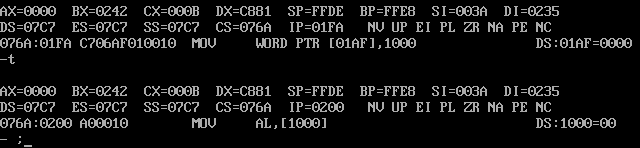 AX=0000  BX=0242  CX=000B  DX=C881  SP=FFDE  BP=FFE8  SI=003A  DI=0235
DS=07C7  ES=07C7  SS=07C7  CS=076A  IP=01FA   NV UP EI PL ZR NA PE NC
076A:01FA C706AF010010  MOV     WORD PTR [01AF],1000                   DS:01AF=0000
-t
AX=0000  BX=0242  CX=000B  DX=C881  SP=FFDE  BP=FFE8  SI=003A  DI=0235
DS=07C7  ES=07C7  SS=07C7  CS=076A  IP=0200   NV UP EI PL ZR NA PE NC
076A:0200 A00010        MOV     AL,[1000]                              DS:1000=00
- ;_